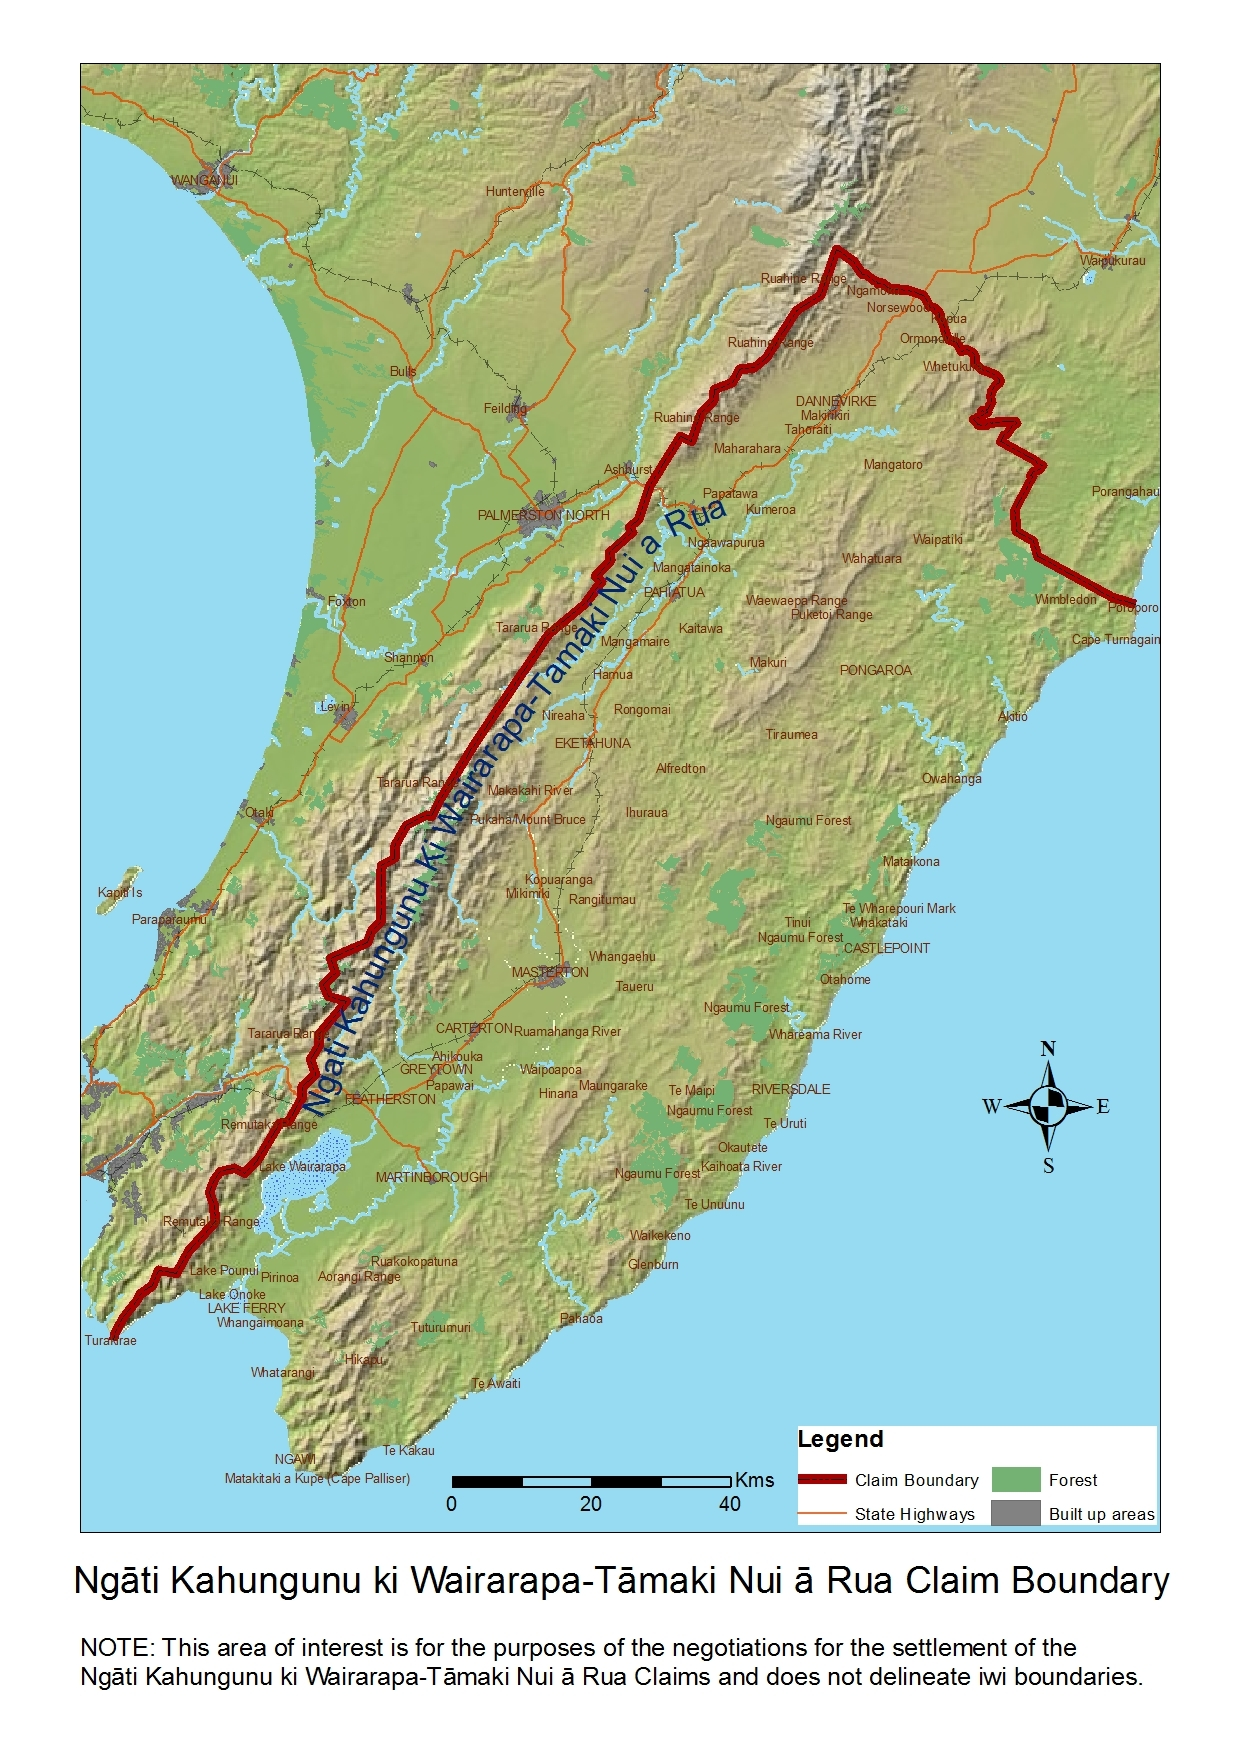 WANGANUI
Hunterville
Waipukurau
Ruahine Range
Norsewood
Ormondville
Ruahine Range
Bulls
DANNEVIRKE
Feilding
Makirikiri
Ruahine Range
Tahoraiti
Maharahara
Mangatoro
Ashhurst
Papatawa
Porangahau
Kumeroa
PALMERSTON NORTH
Ngaawapurua
Waipatiki
Wahatuara
Mangatainoka
PAHIATUA
Foxton
Waewaepa Range
Wimbledon
Puketoi Range
Poroporo
Tararua Range
Kaitawa
Mangamaire
Cape Turnagain
Shannon
Makuri
PONGAROA
Hamua
Levin
Nireaha
Rongomai
Akitio
EKETAHUNA
Tiraumea
Alfredton
Owahanga
Tararua Range
Makakahi River
Otaki
Pukaha/Mount Bruce
Ihuraua
Ngaumu Forest
Mataikona
Kopuaranga
Kapiti Is
Mikimiki
Rangitumau
Te Wharepouri Mark
Paraparaumu
Tinui
Whakataki
Ngaumu Forest
CASTLEPOINT
Whangaehu
MASTERTON
Taueru
Otahome
Ngaumu Forest
Tararua Range
CARTERTON
Ruamahanga River
Whareama River
Ahikouka
GREYTOWN
Waipoapoa
Papawai
Maungarake
Te Maipi
RIVERSDALE
FEATHERSTON
Hinana
Ngaumu Forest
Remutaka Range
Te Uruti
Okautete
Lake Wairarapa
Kaihoata River
MARTINBOROUGH
Ngaumu Forest
Te Unuunu
Remutaka Range
Waikekeno
Ruakokopatuna
Glenburn
Lake Pounui
Pirinoa
Aorangi Range
Lake Onoke
LAKE FERRY
Whangaimoana
Pahaoa
Tuturumuri
Turakirae
Hikapu
Whatarangi
Te Awaiti
Te Kakau
NGAWI
Matakitaki a Kupe (Cape Palliser)
Ngati Kahungunu Ki Wairarapa-Tamaki Nui a Rua
N
W
E
S
Kms
0
20
40
Legend
Claim Boundary
Forest
State Highways
Built up areas
Ngāti Kahungunu ki Wairarapa-Tāmaki Nui ā Rua Claim Boundary
NOTE: This area of interest is for the purposes of the negotiations for the settlement of the
Ngāti Kahungunu ki Wairarapa-Tāmaki Nui ā Rua Claims and does not delineate iwi boundaries.